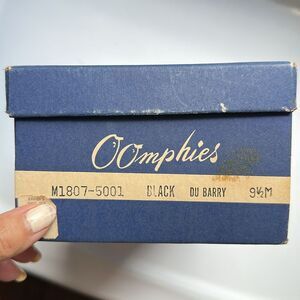 OOmphies
M1807-5001 BLACK DU BARRY 9½M